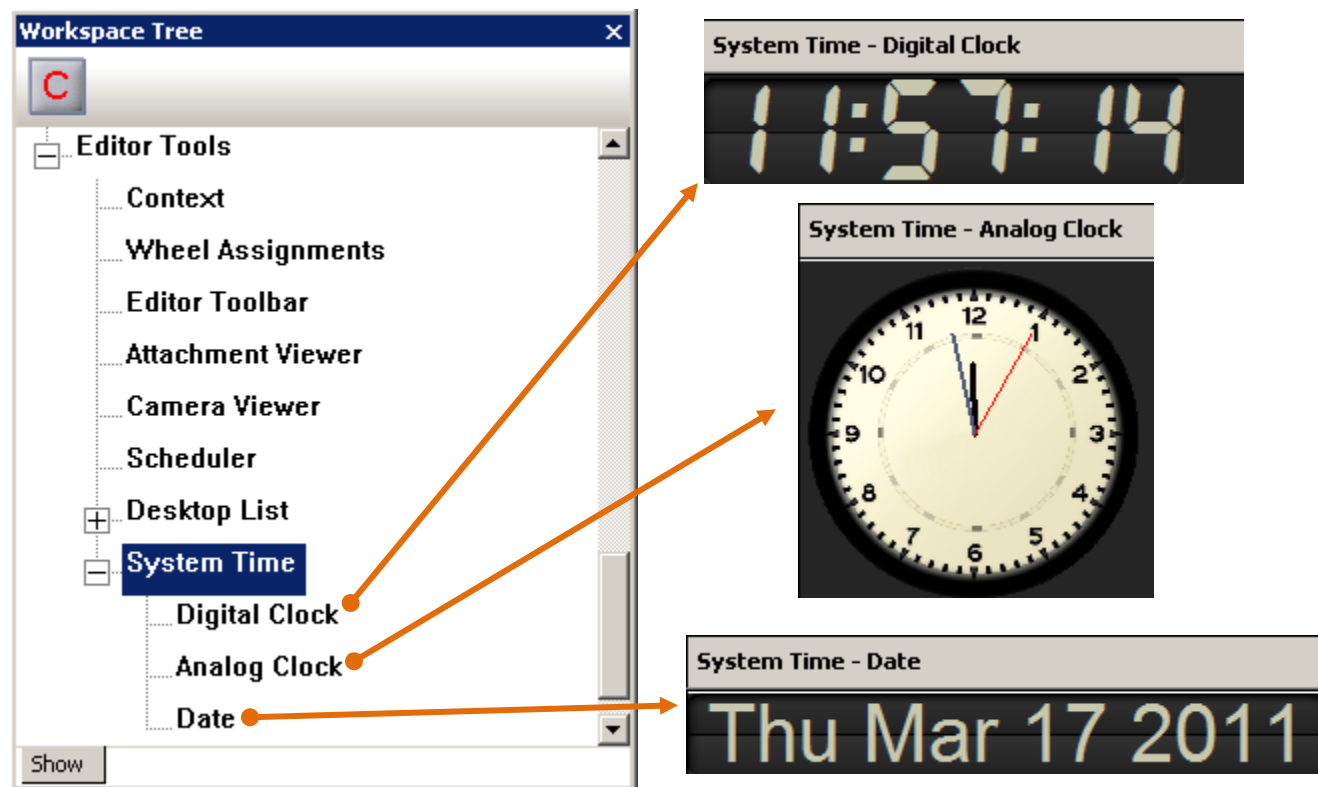 Workspace Tree
C
Editor Tools
Context
Wheel Assignments
Editor Toolbar
Attachment Viewer
Camera Viewer
Scheduler
Desktop List
System Time
Digital Clock
Analog Clock
Date
Show
System Time - Digital Clock
11:57:14
System Time - Analog Clock
12
1
2
3
4
5
6
7
8
9
10
11
System Time - Date
Thu Mar 17 2011